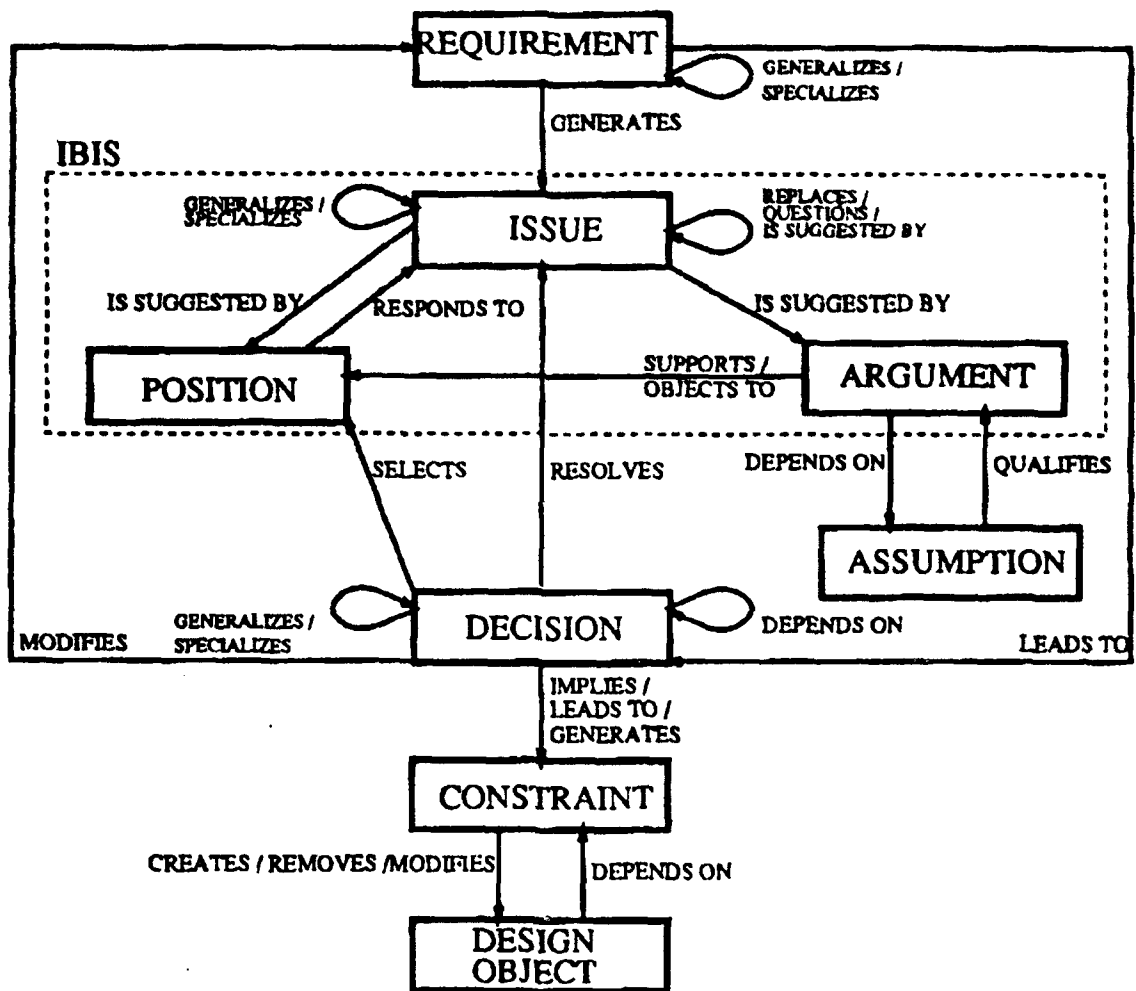 REQUIREMENT
GENERALIZES /
SPECIALIZES
GENERATES
IBIS
GENERALIZES /
SPECIALIZES
ISSUE
REPLACES /
QUESTIONS /
IS SUGGESTED BY
IS SUGGESTED BY
RESPONDS TO
IS SUGGESTED BY
POSITION
SUPPORTS /
OBJECTS TO
ARGUMENT
SELECTS
RESOLVES
DEPENDS ON
QUALIFIES
ASSUMPTION
GENERALIZES /
SPECIALIZES
DECISION
DEPENDS ON
MODIFIES
LEADS TO
IMPLIES /
LEADS TO /
GENERATES
CONSTRAINT
CREATES / REMOVES /MODIFIES
DEPENDS ON
DESIGN
OBJECT